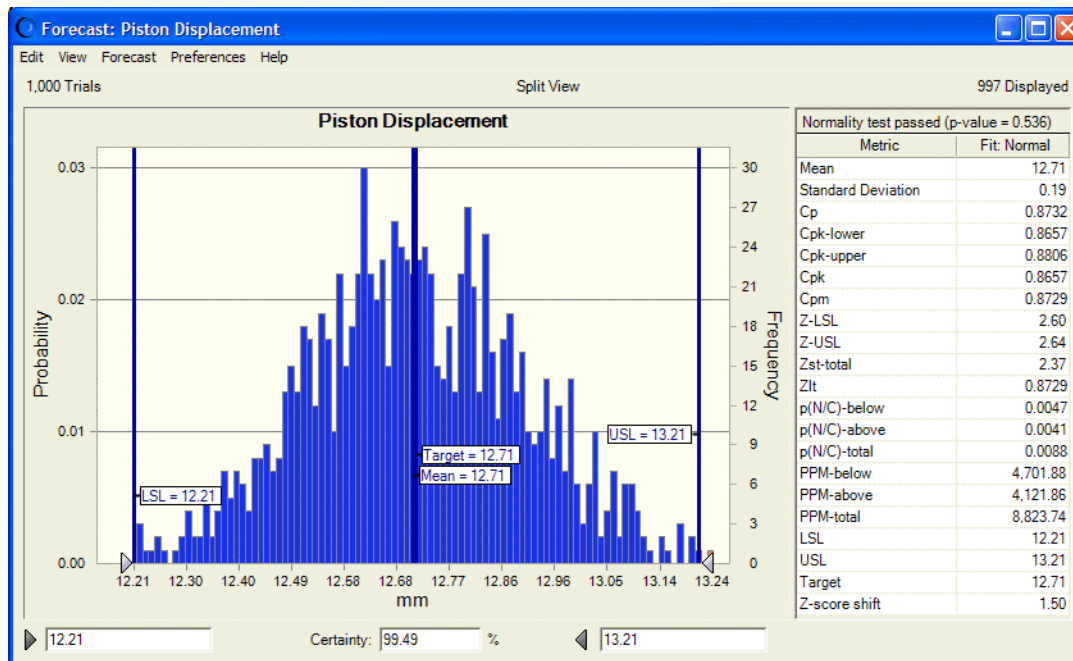 Forecast: Piston Displacement
Edit View Forecast Preferences Help
1,000 Trials Split View 997 Displayed
Piston Displacement
Probability
0.03
0.02
0.01
0.00
30
27
24
21
18
15
12
9
6
3
0
Frequency
USL = 13.21
Target = 12.71
Mean = 12.71
LSL = 12.21
12.21 12.30 12.40 12.49 12.58 12.68 12.77 12.86 12.96 13.05 13.14 13.24
mm
Normality test passed (p-value = 0.536)
Metric Fit: Normal
Mean 12.71
Standard Deviation 0.19
Cp 0.8732
Cpk-lower 0.8657
Cpk-upper 0.8806
Cpk 0.8657
Cpm 0.8729
Z-LSL 2.60
Z-USL 2.64
Zst-total 2.37
Zlt 0.8729
p(N/C)-below 0.0047
p(N/C)-above 0.0041
p(N/C)-total 0.0088
PPM-below 4,701.88
PPM-above 4,121.86
PPM-total 8,823.74
LSL 12.21
USL 13.21
Target 12.71
Z-score shift 1.50
12.21 Certainty: 99.49 % 13.21